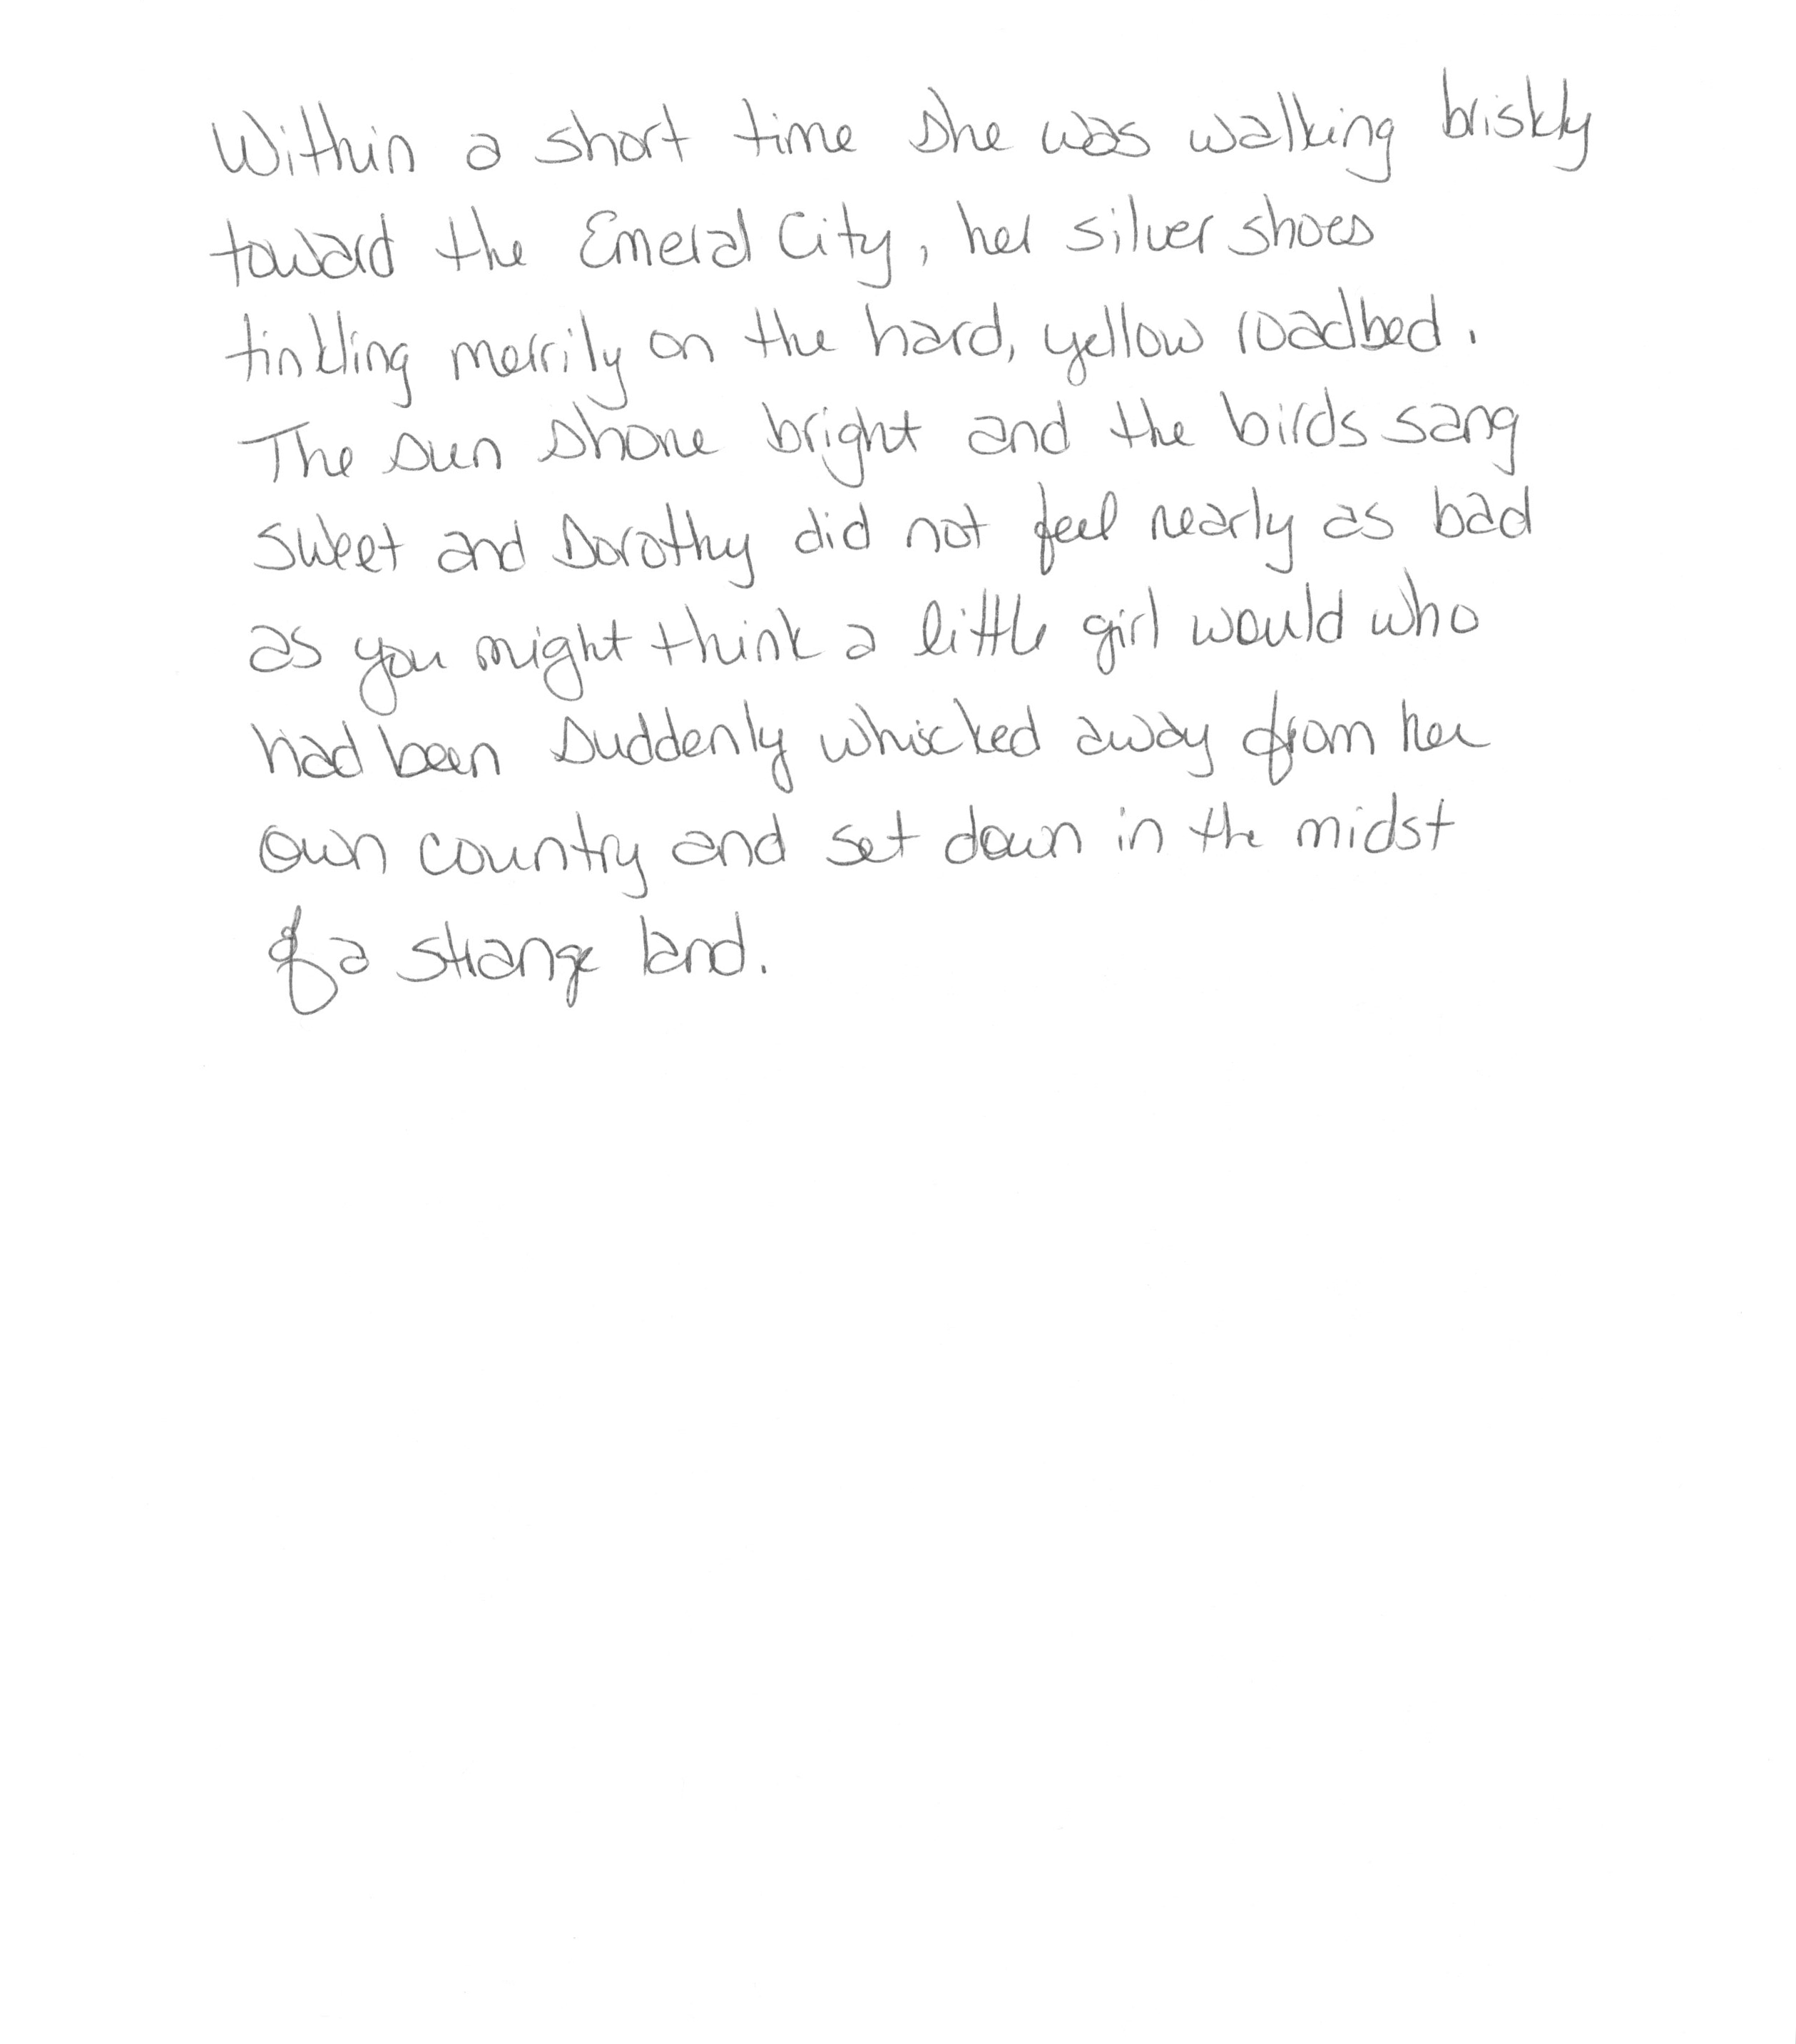 Within a short time she was walking briskly
toward the Emerald City, her silver shoes
tinkling merrily on the hard, yellow roadbed.
The sun shone bright and the birds sang
sweet and Dorothy did not feel nearly as bad
as you might think a little girl would who
had been suddenly whicked away from her
own country and set down in the midst
of a strange land.